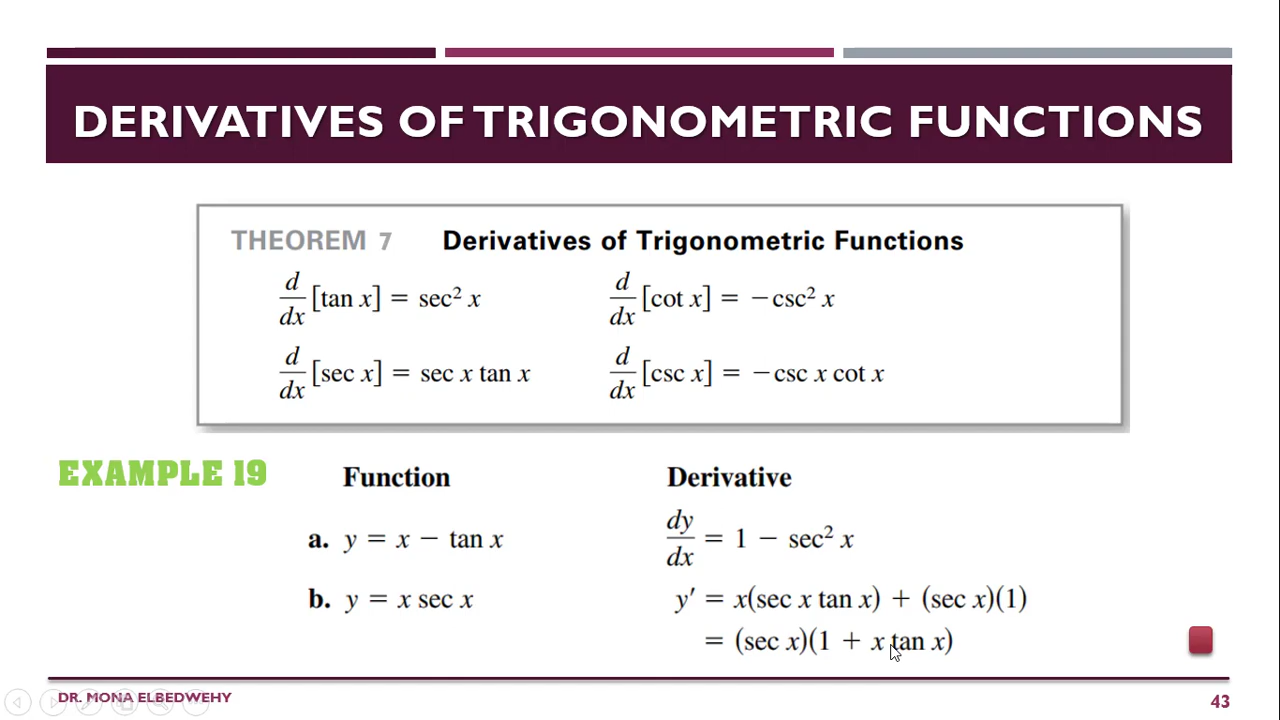 DERIVATIVES OF TRIGONOMETRIC FUNCTIONS
THEOREM 7 Derivatives of Trigonometric Functions
d/dx [tan x] = sec² x d/dx [cot x] = −csc² x
d/dx [sec x] = sec x tan x d/dx [csc x] = −csc x cot x
EXAMPLE 19 Function Derivative
a. y = x − tan x dy/dx = 1 − sec² x
b. y = x sec x y′ = x(sec x tan x) + (sec x)(1)
= (sec x)(1 + x tan x)
DR. MONA ELBEDWEHY 43